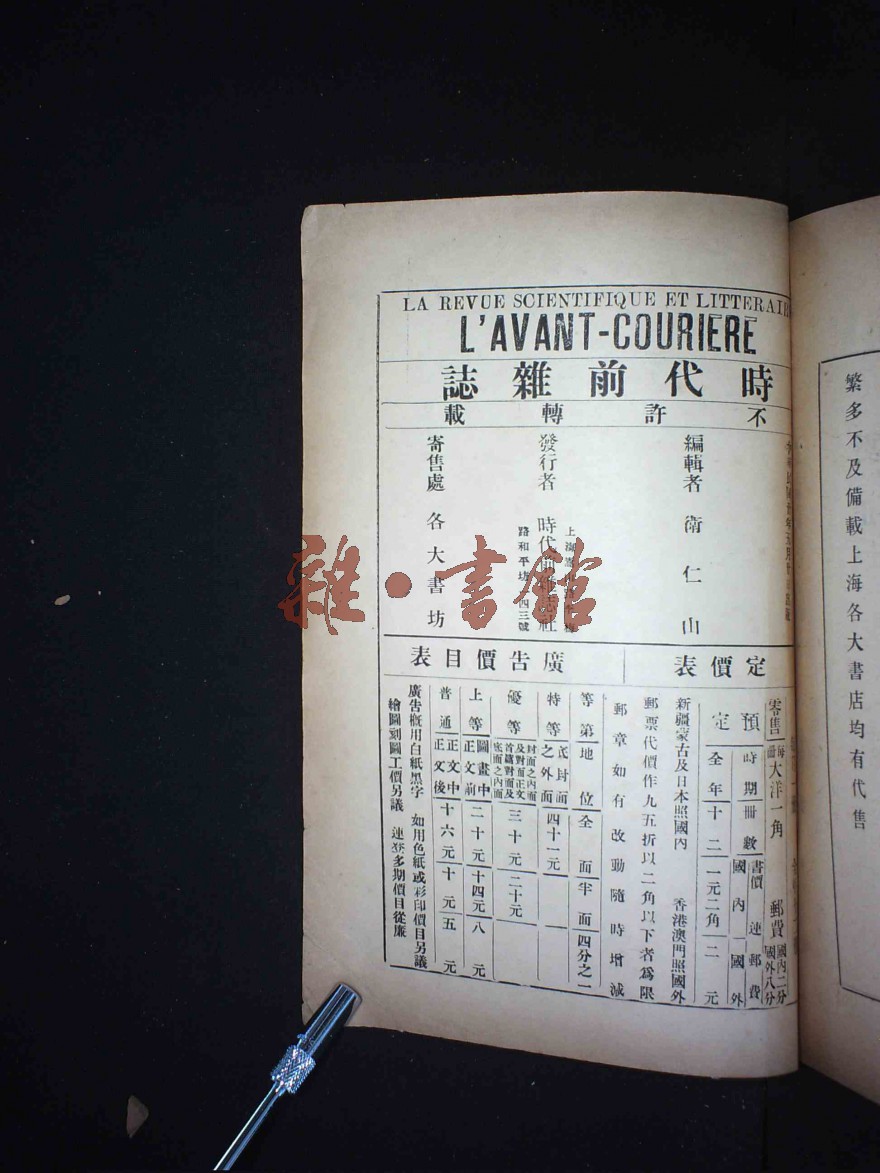 LA REVUE SCIENTIFIQUE ET LITTERAIR
L'AVANT-COURIERE
時代前雜誌
不許轉載
編輯者 衛仁山
發行者 時代前雜誌社
上海
路和平坊一四三號
寄售處 各大書坊
定價表
零售 每冊 大洋一角 郵費 國內二分 國外八分
預定
時期 冊數 書價連郵費 國內 國外
全年 十二 一元二角 二元
新疆蒙古及日本照國內 香港澳門照國外
郵票代價作九五折以二角以下者為限
郵章如有改動隨時增減
廣告價目表
等第 地位 全面 半面 四分之一
特等 底封面之外面 四十一元
優等 封面之內面及對面正文首篇對面及底面之內面 三十元 二十元
上等 圖畫中正文前 二十元 十四元 八元
普通 正文中正文後 十六元 十元 五元
廣告概用白紙黑字 如用色紙或彩印價目另議
繪圖刻圖工價另議 連登多期價目從廉
繁多不及備載上海各大書店均有代售
雜·書館